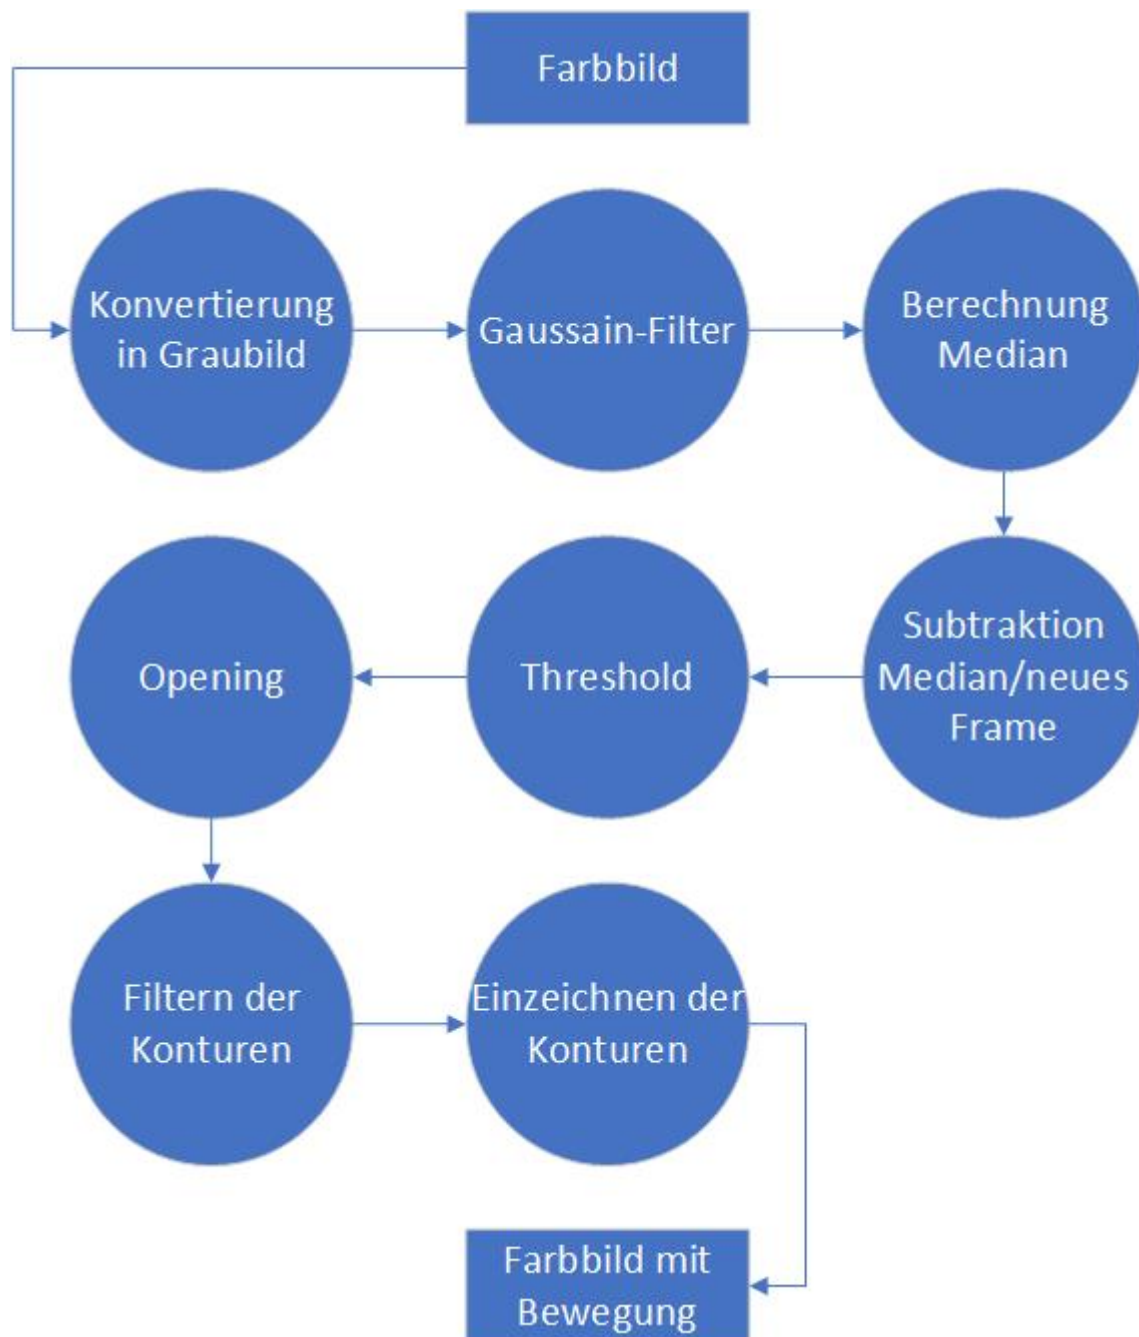 Farbbild
Konvertierung
in Graubild
Gaussain-Filter
Berechnung
Median
Subtraktion
Median/neues
Frame
Threshold
Opening
Filtern der
Konturen
Einzeichnen der
Konturen
Farbbild mit
Bewegung